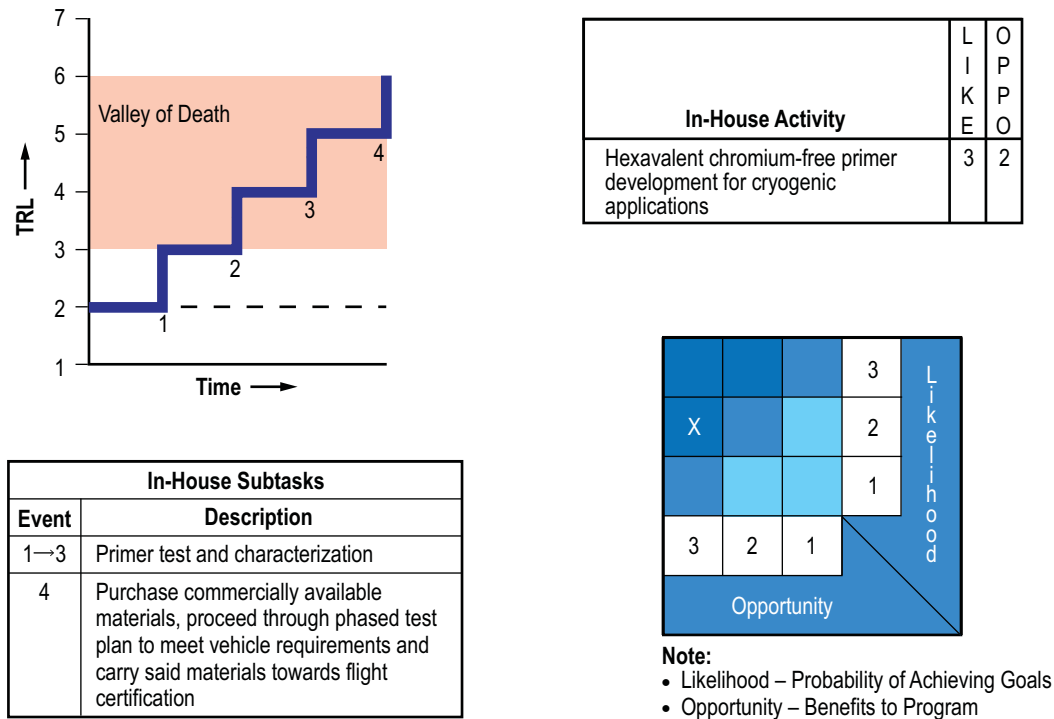 7
6
5
4
3
2
1
TRL
Valley of Death
1
2
3
4
Time
In-House Activity
LIKE
OPPO
Hexavalent chromium-free primer
development for cryogenic
applications
3
2
In-House Subtasks
Event
Description
1→3
Primer test and characterization
4
Purchase commercially available
materials, proceed through phased test
plan to meet vehicle requirements and
carry said materials towards flight
certification
3
X
2
1
3
2
1
Likelihood
Opportunity
Note:
• Likelihood – Probability of Achieving Goals
• Opportunity – Benefits to Program